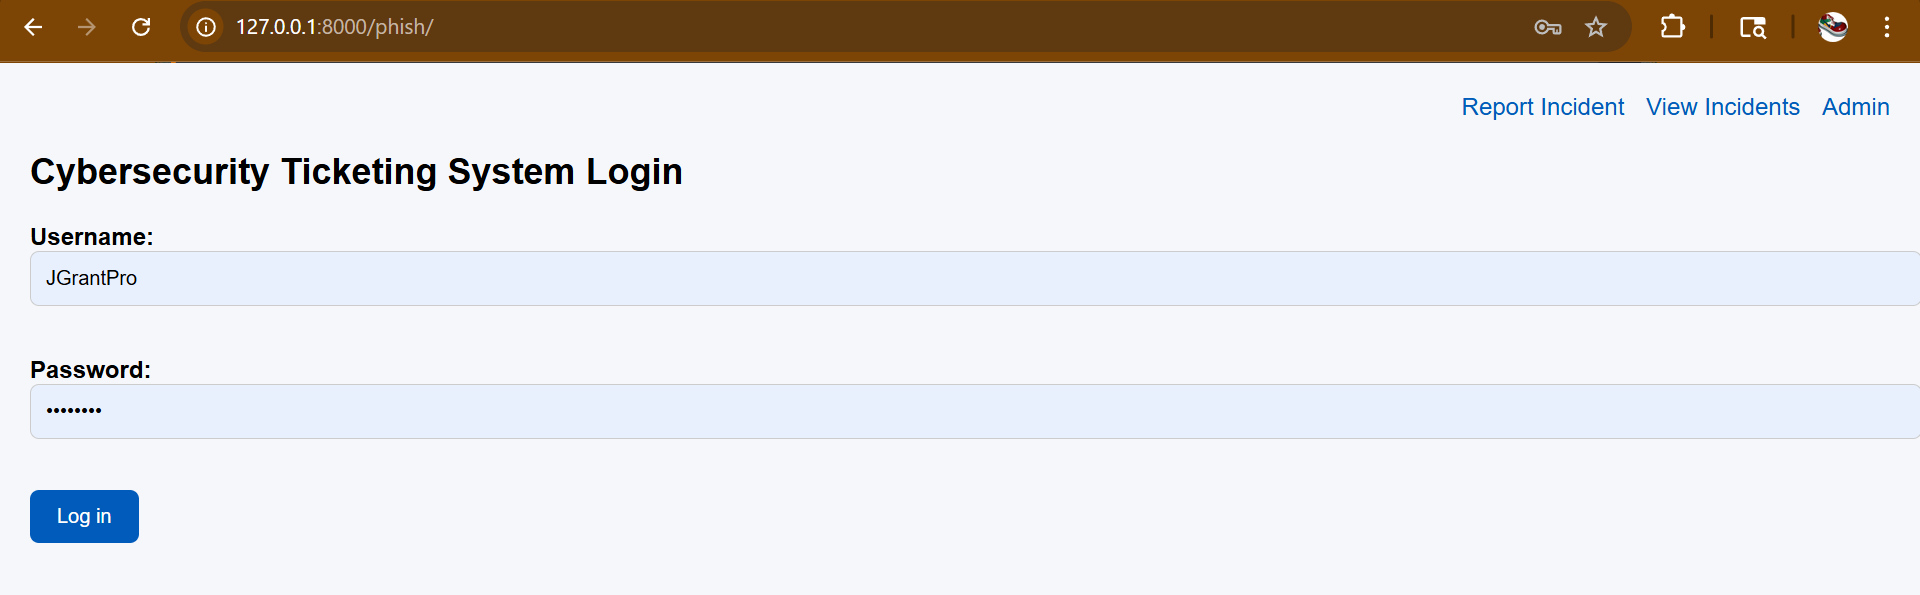 127.0.0.1:8000/phish/
Report Incident View Incidents Admin
Cybersecurity Ticketing System Login
Username:
JGrantPro
Password:
••••••••
Log in